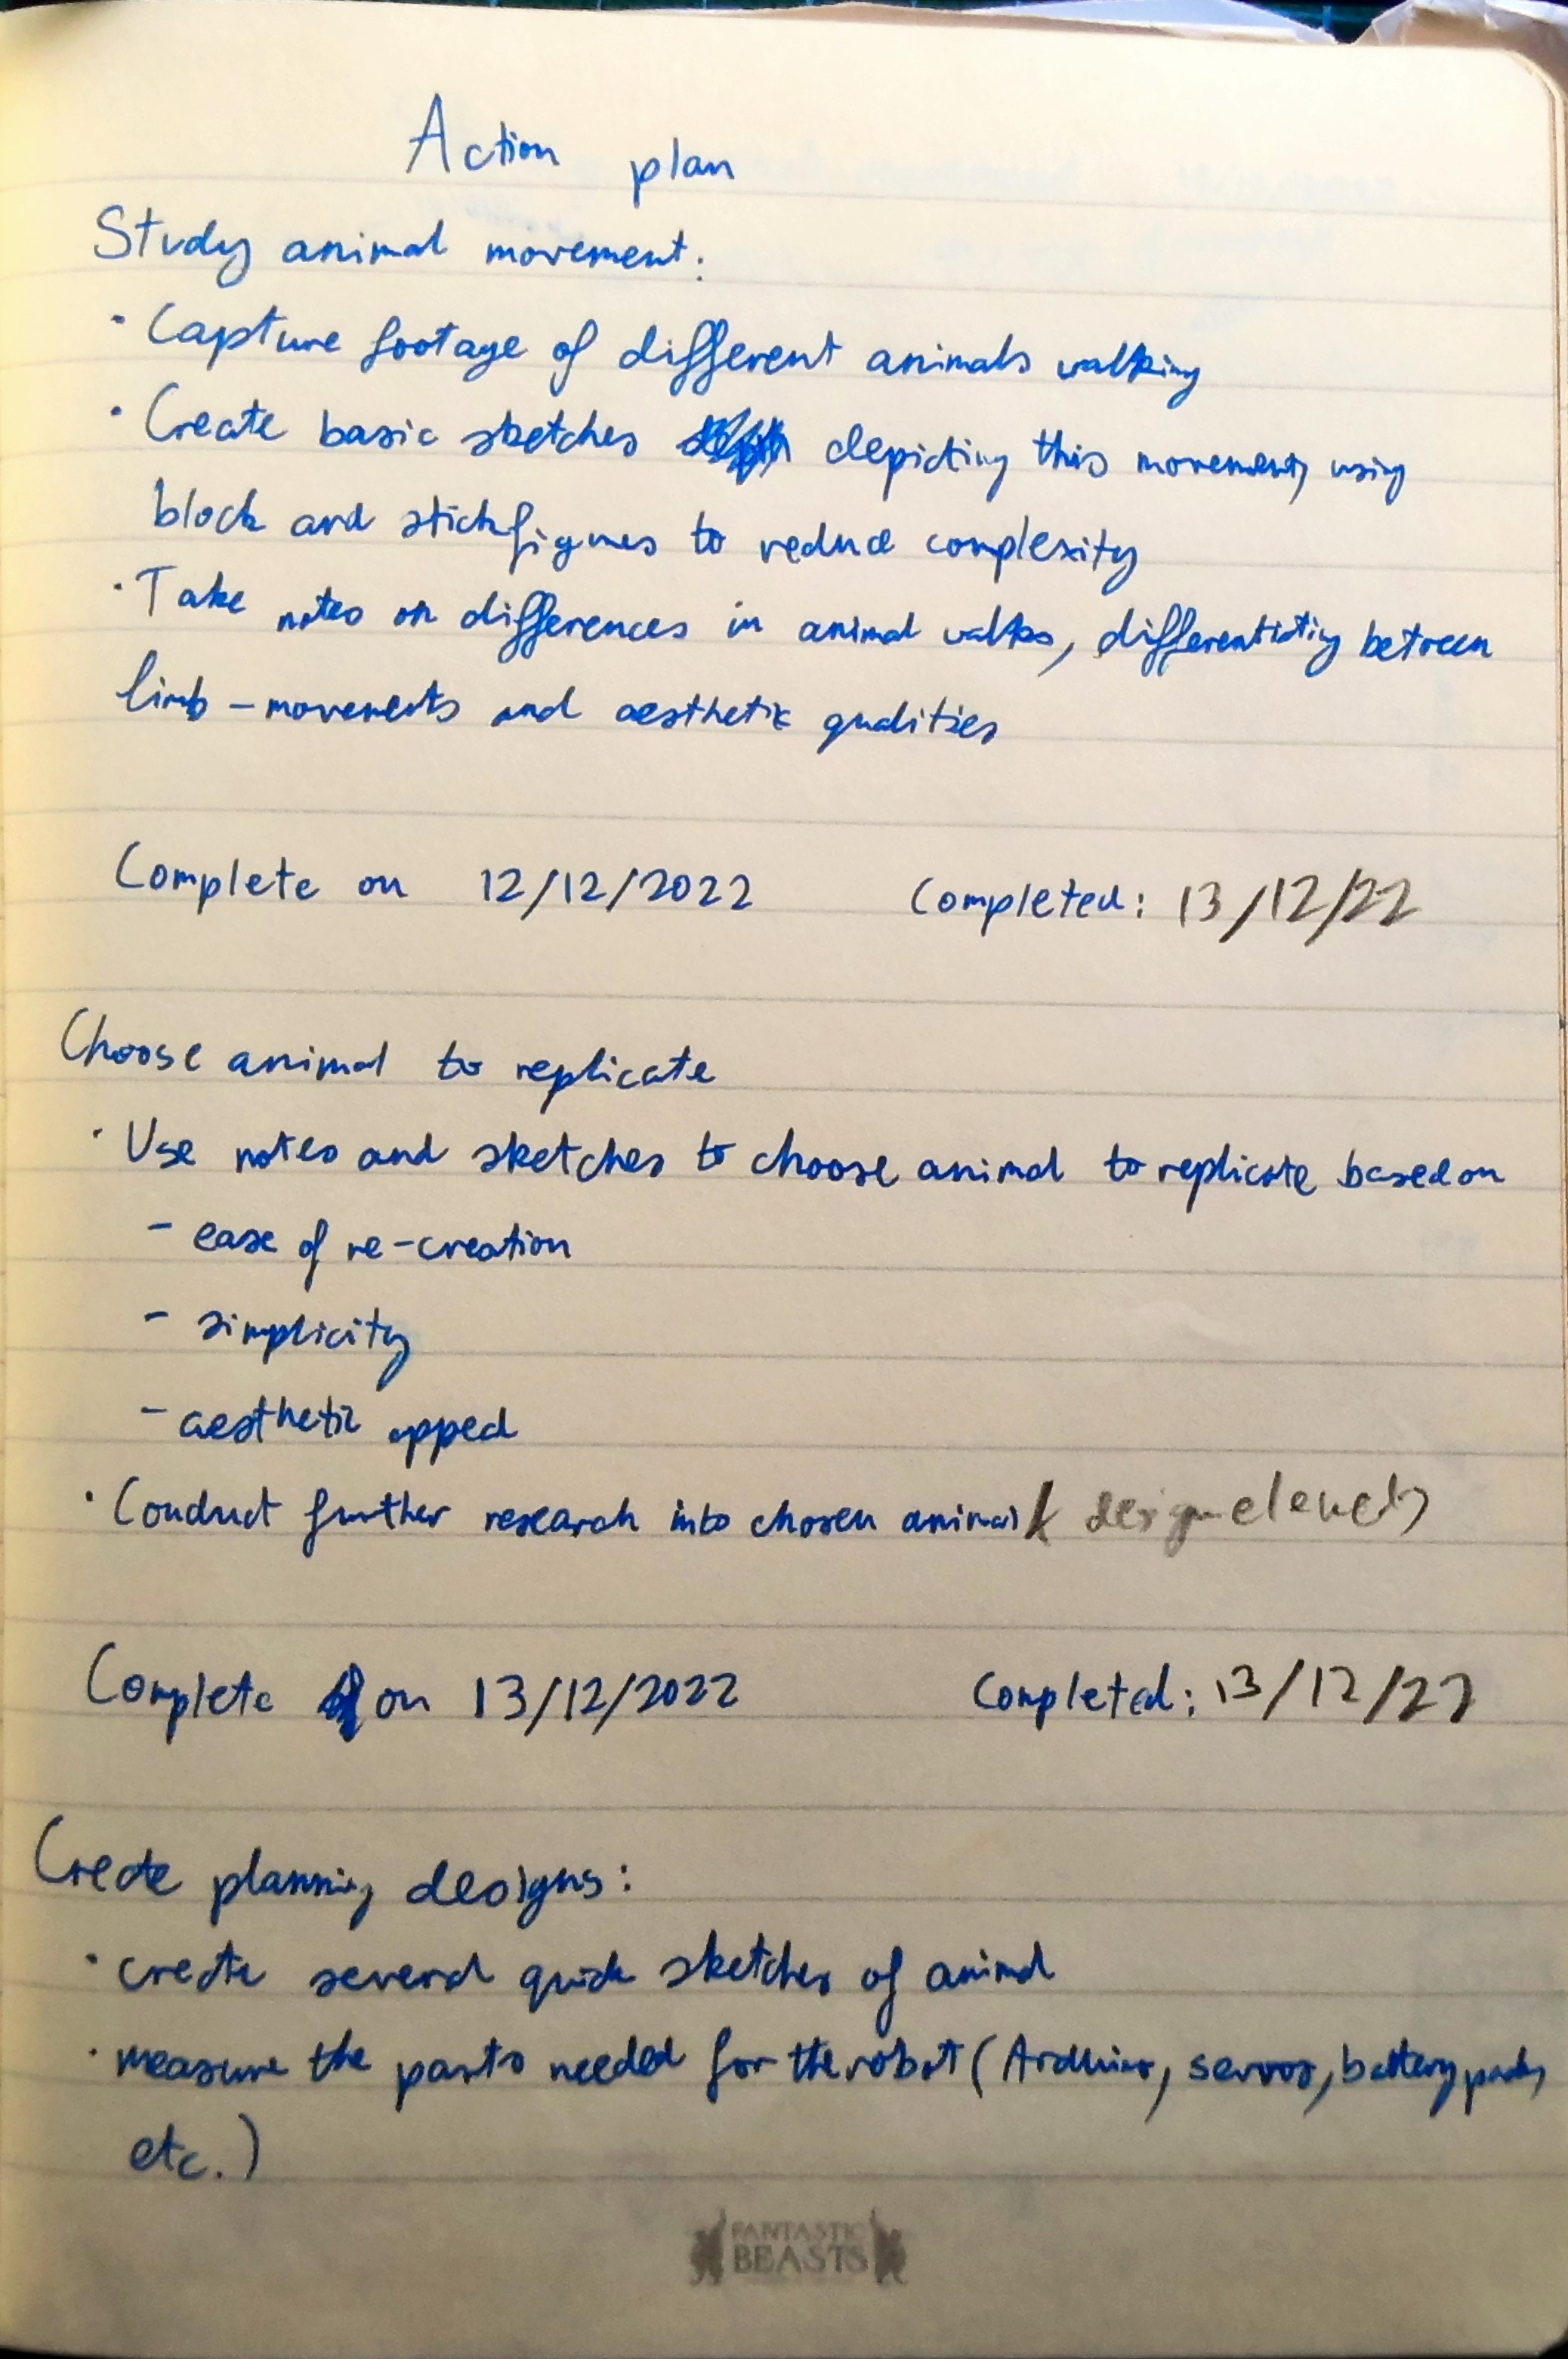 Action plan
Study animal movement:
· Capture footage of different animals walking
· Create basic sketches depicting this movement, using
block and stickfigures to reduce complexity
· Take notes on differences in animal walks, differentiating between
limb-movements and aesthetic qualities
Complete on 12/12/2022 Completed: 13/12/22
Choose animal to replicate
· Use notes and sketches to choose animal to replicate based on
- ease of re-creation
- simplicity
- aesthetic appeal
· Conduct further research into chosen animal & design elements
Complete on 13/12/2022 Completed: 13/12/22
Create planning designs:
· create several quick sketches of animal
· measure the parts needed for the robot (Arduino, servos, battery pack,
etc.)
FANTASTIC
BEASTS